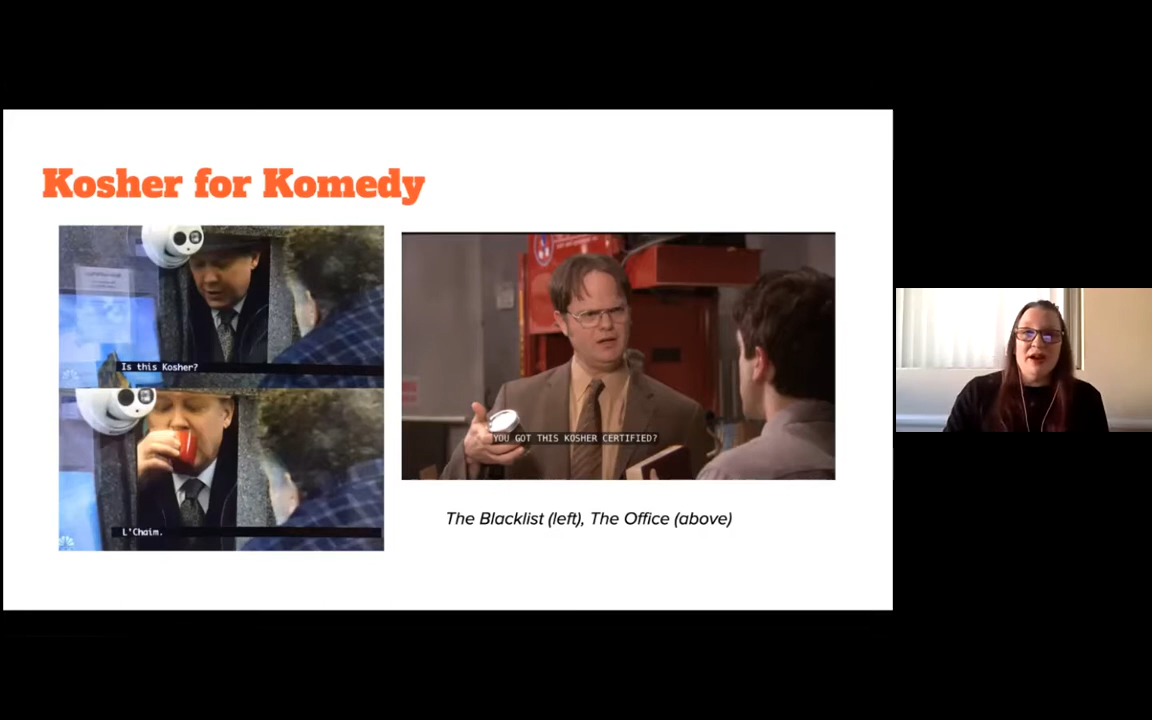 Kosher for Komedy
Is this Kosher?
L'Chaim.
YOU GOT THIS KOSHER CERTIFIED?
The Blacklist (left), The Office (above)